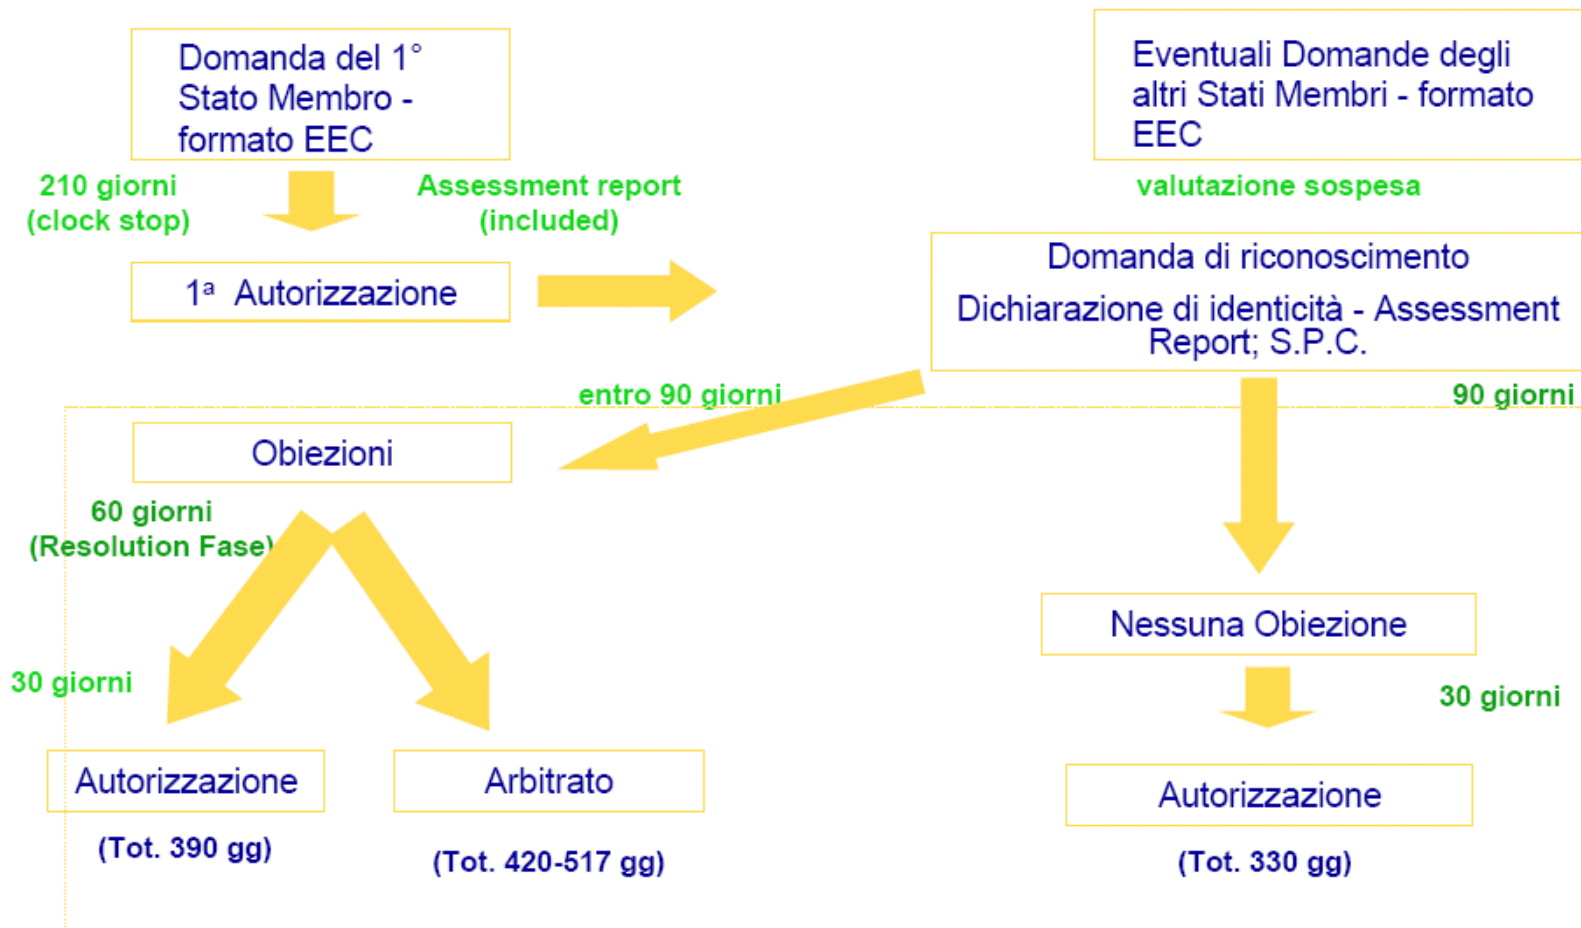 Domanda del 1°
Stato Membro -
formato EEC
Eventuali Domande degli
altri Stati Membri - formato
EEC
210 giorni
(clock stop)
Assessment report
(included)
valutazione sospesa
1ª Autorizzazione
Domanda di riconoscimento
Dichiarazione di identicità - Assessment
Report; S.P.C.
entro 90 giorni
90 giorni
Obiezioni
60 giorni
(Resolution Fase)
Nessuna Obiezione
30 giorni
30 giorni
Autorizzazione
Arbitrato
Autorizzazione
(Tot. 390 gg)
(Tot. 420-517 gg)
(Tot. 330 gg)